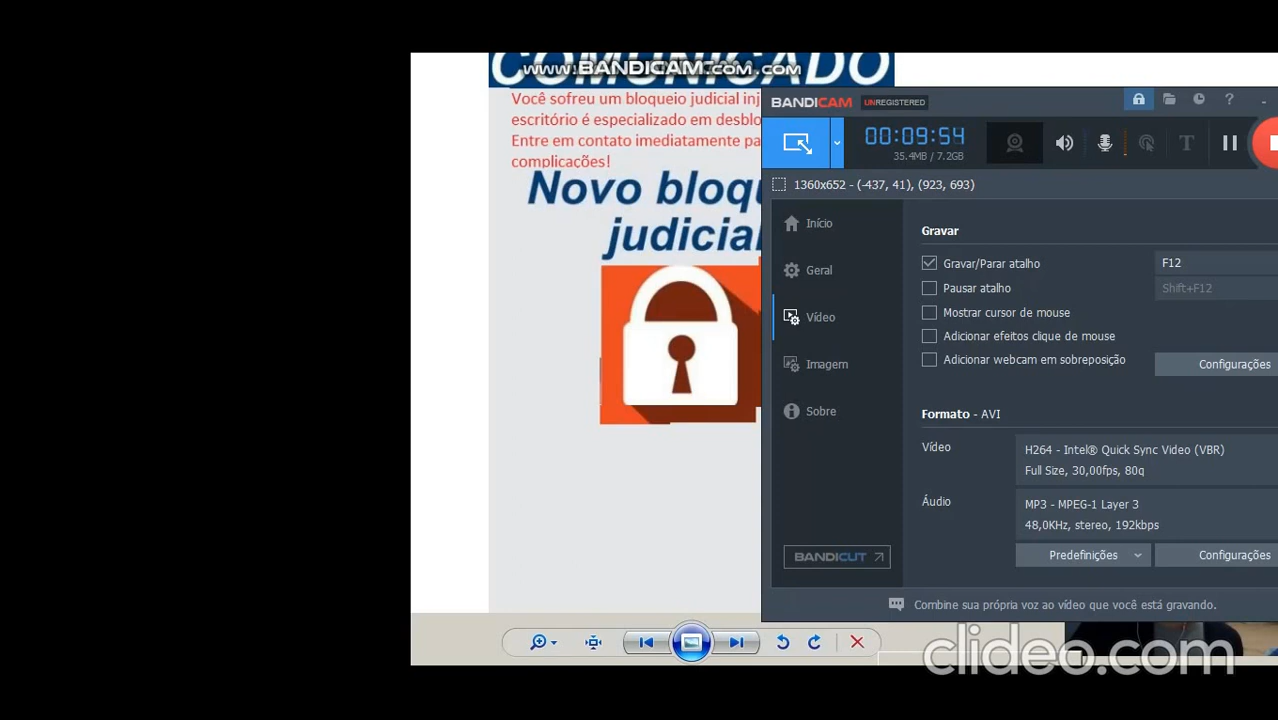 COMUNICADO
www.BANDICAM.com.com
Você sofreu um bloqueio judicial inj
escritório é especializado em desblo
Entre em contato imediatamente pa
complicações!
Novo bloqu
judicial
BANDICAM UNREGISTERED
?
00:09:54
35.4MB / 7.2GB
T
1360x652 - (-437, 41), (923, 693)
Início
Geral
Vídeo
Imagem
Sobre
BANDICUT
Gravar
Gravar/Parar atalho F12
Pausar atalho Shift+F12
Mostrar cursor de mouse
Adicionar efeitos clique de mouse
Adicionar webcam em sobreposição
Configurações
Formato - AVI
Vídeo
H264 - Intel® Quick Sync Video (VBR)
Full Size, 30,00fps, 80q
Áudio
MP3 - MPEG-1 Layer 3
48,0KHz, stereo, 192kbps
Predefinições Configurações
Combine sua própria voz ao vídeo que você está gravando.
clideo.com